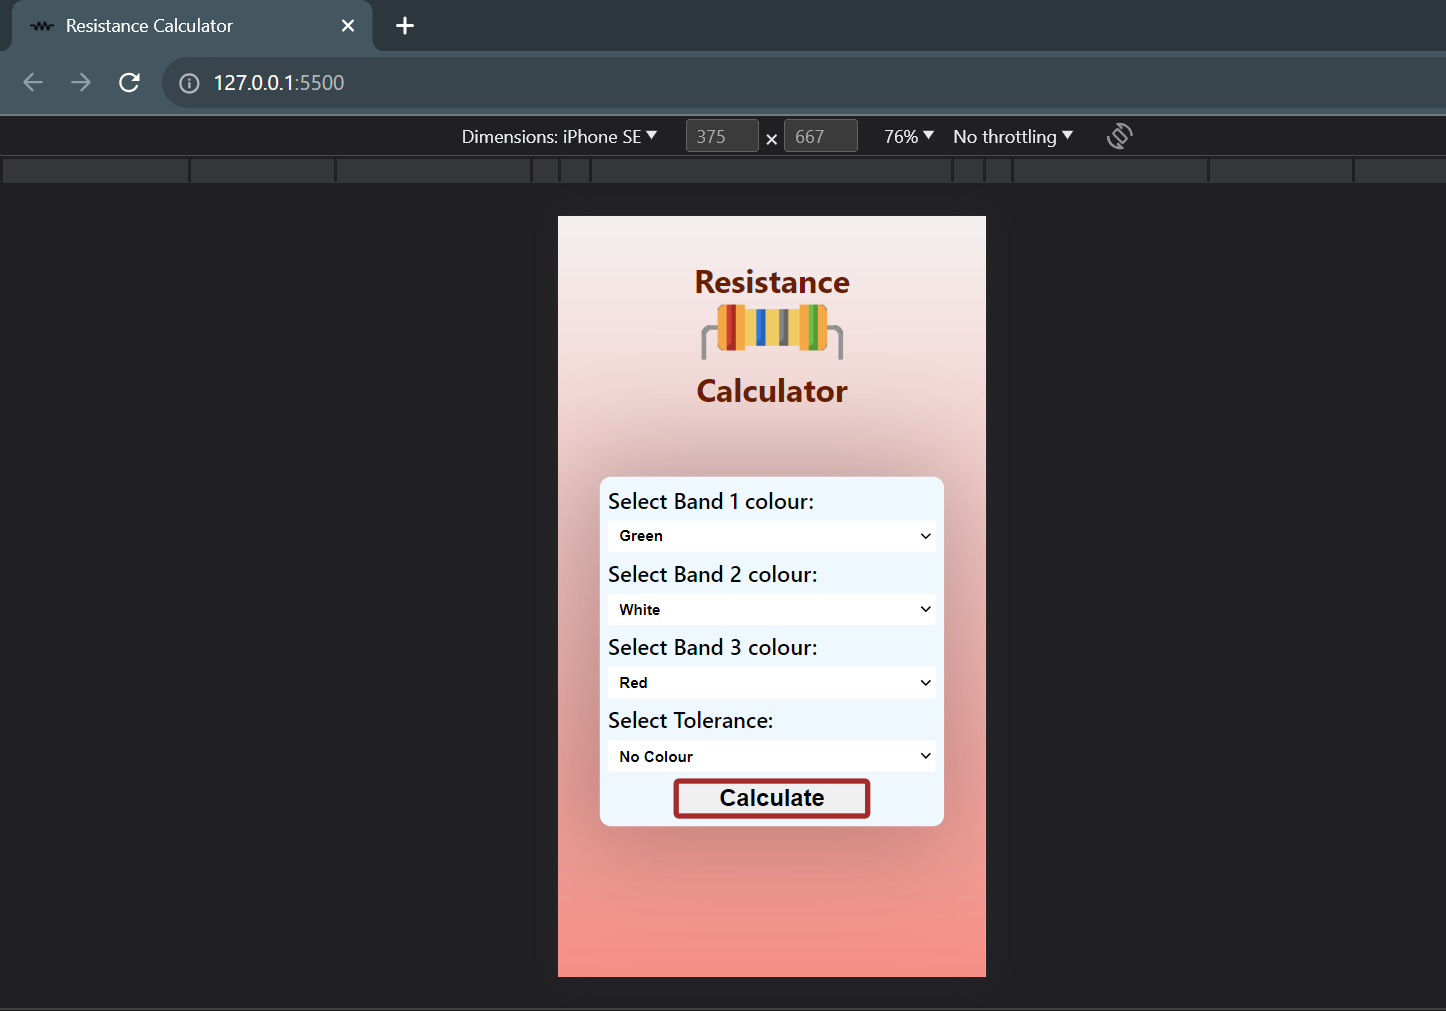 Resistance Calculator
127.0.0.1:5500
Dimensions: iPhone SE 375 × 667 76% No throttling
Resistance
Calculator
Select Band 1 colour:
Green
Select Band 2 colour:
White
Select Band 3 colour:
Red
Select Tolerance:
No Colour
Calculate